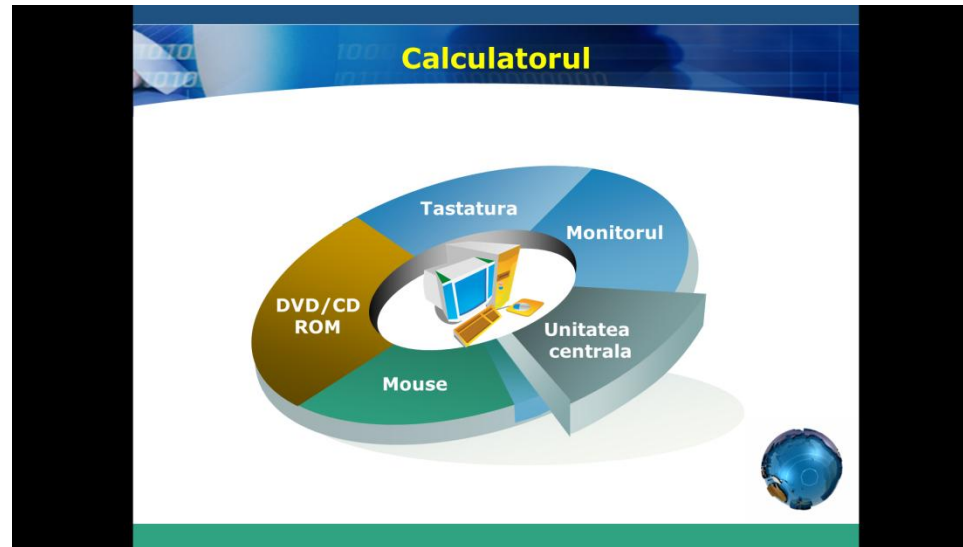 Calculatorul
Tastatura
Monitorul
DVD/CD
ROM
Unitatea
centrala
Mouse